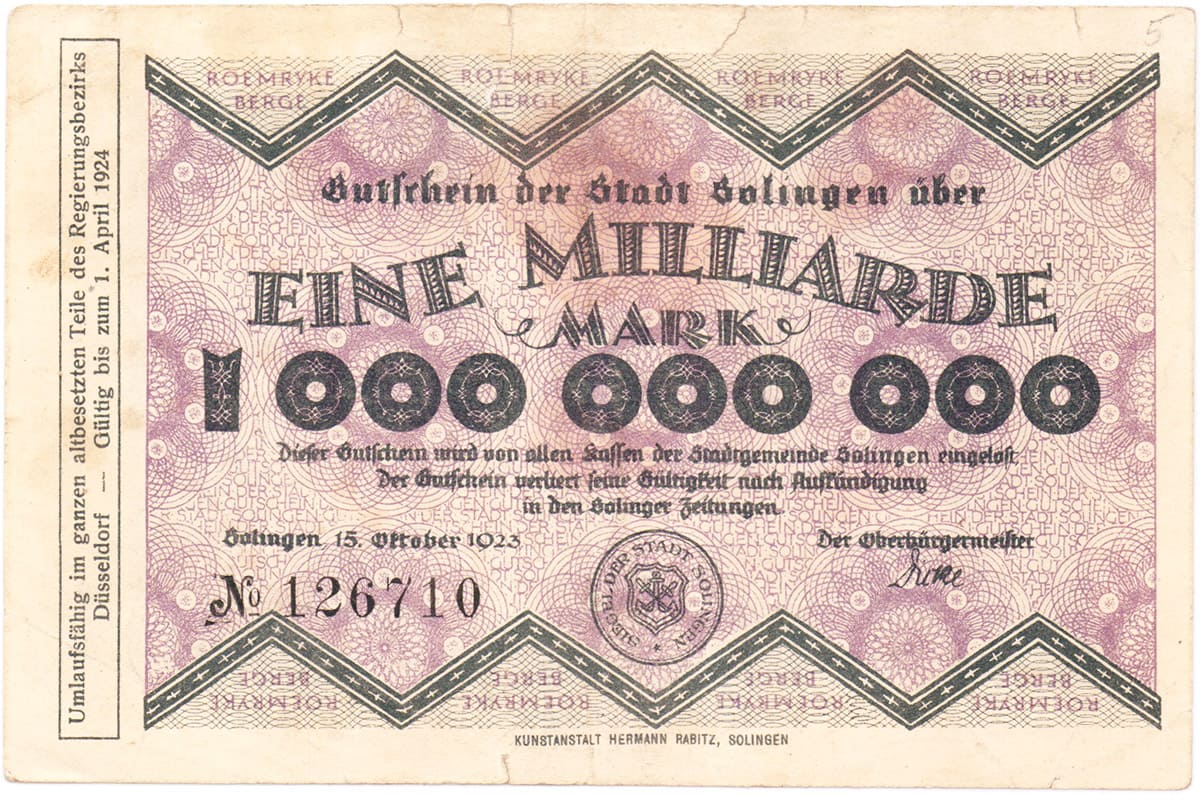 Umlaufsfähig im ganzen altbesetzten Teile des Regierungsbezirks
Düsseldorf — Gültig bis zum 1. April 1924
5
ROEMRYKE ROEMRYKE ROEMRYKE ROEMRYKE
BERGE BERGE BERGE BERGE
Gutschein der Stadt Solingen über
EINE MILLIARDE
MARK
1 000 000 000
Dieser Gutschein wird von allen Kassen der Stadtgemeinde Solingen eingelöst
Der Gutschein verliert seine Gültigkeit nach Aufkündigung
in den Solinger Zeitungen.
Solingen 15. Oktober 1923
Der Oberbürgermeister
№ 126710
SIEGEL DER STADT SOLINGEN
BERGE BERGE BERGE BERGE
ROEMRYKE ROEMRYKE ROEMRYKE ROEMRYKE
KUNSTANSTALT HERMANN RABITZ, SOLINGEN